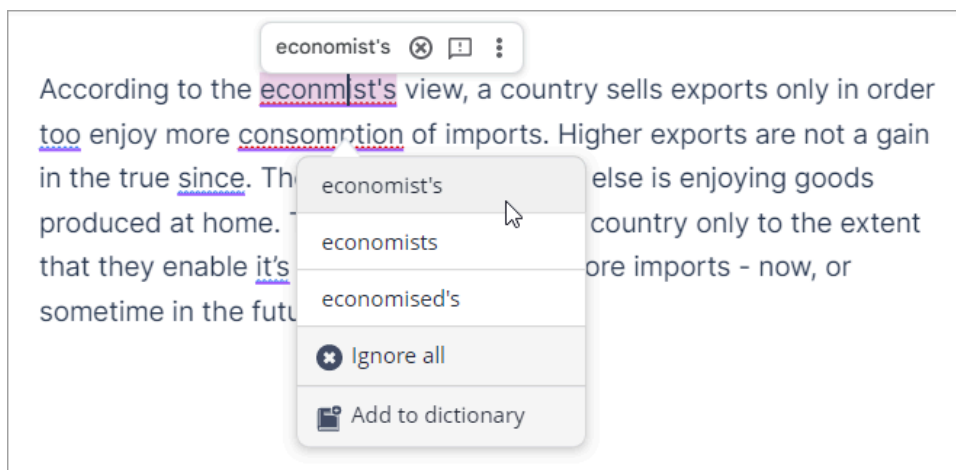 economist's
According to the econmist's view, a country sells exports only in order
too enjoy more consomption of imports. Higher exports are not a gain
in the true since. else is enjoying goods
produced at home. country only to the extent
that they enable it’s imports - now, or
sometime in the
economist's
economists
economised's
Ignore all
Add to dictionary